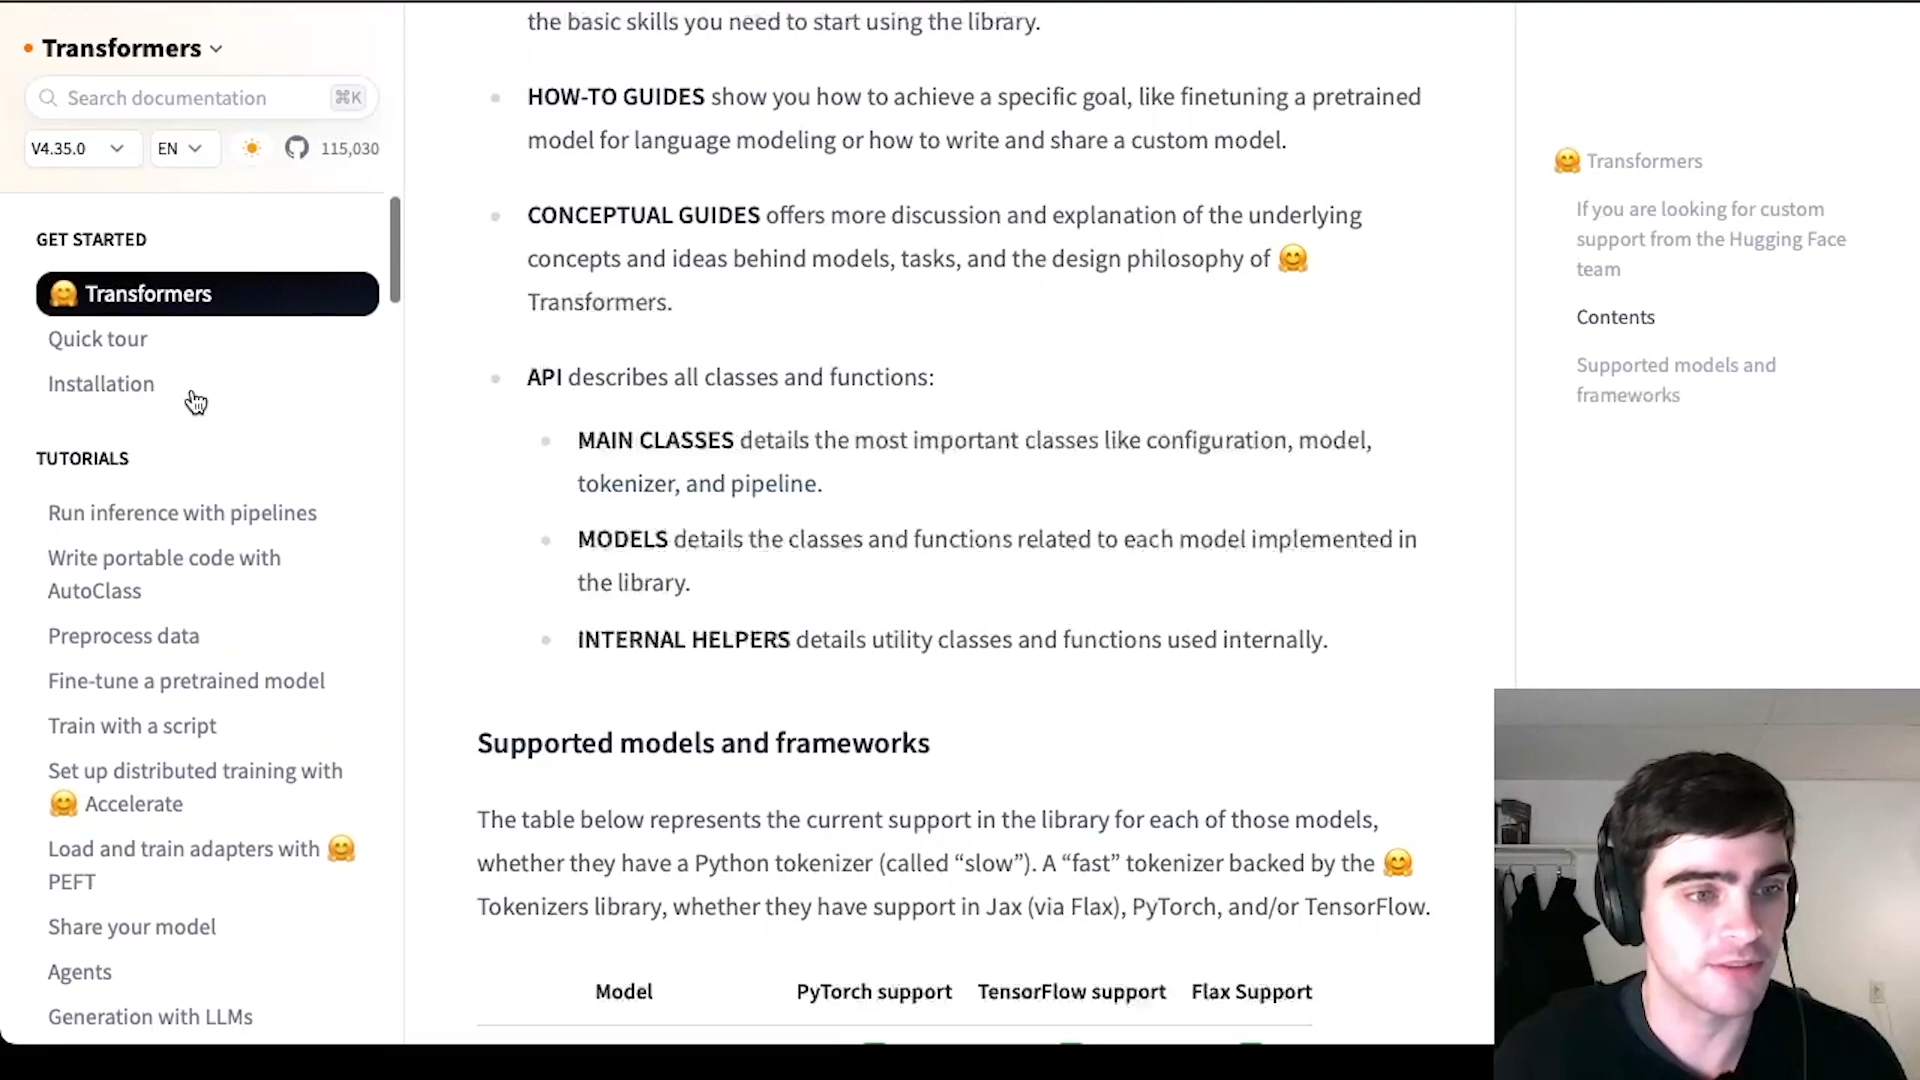 Transformers
Search documentation ⌘K
V4.35.0 EN 115,030
GET STARTED
🤗 Transformers
Quick tour
Installation
TUTORIALS
Run inference with pipelines
Write portable code with
AutoClass
Preprocess data
Fine-tune a pretrained model
Train with a script
Set up distributed training with
🤗 Accelerate
Load and train adapters with 🤗
PEFT
Share your model
Agents
Generation with LLMs
the basic skills you need to start using the library.
HOW-TO GUIDES show you how to achieve a specific goal, like finetuning a pretrained
model for language modeling or how to write and share a custom model.
CONCEPTUAL GUIDES offers more discussion and explanation of the underlying
concepts and ideas behind models, tasks, and the design philosophy of 🤗
Transformers.
API describes all classes and functions:
MAIN CLASSES details the most important classes like configuration, model,
tokenizer, and pipeline.
MODELS details the classes and functions related to each model implemented in
the library.
INTERNAL HELPERS details utility classes and functions used internally.
Supported models and frameworks
The table below represents the current support in the library for each of those models,
whether they have a Python tokenizer (called “slow”). A “fast” tokenizer backed by the 🤗
Tokenizers library, whether they have support in Jax (via Flax), PyTorch, and/or TensorFlow.
Model PyTorch support TensorFlow support Flax Support
🤗 Transformers
If you are looking for custom
support from the Hugging Face
team
Contents
Supported models and
frameworks